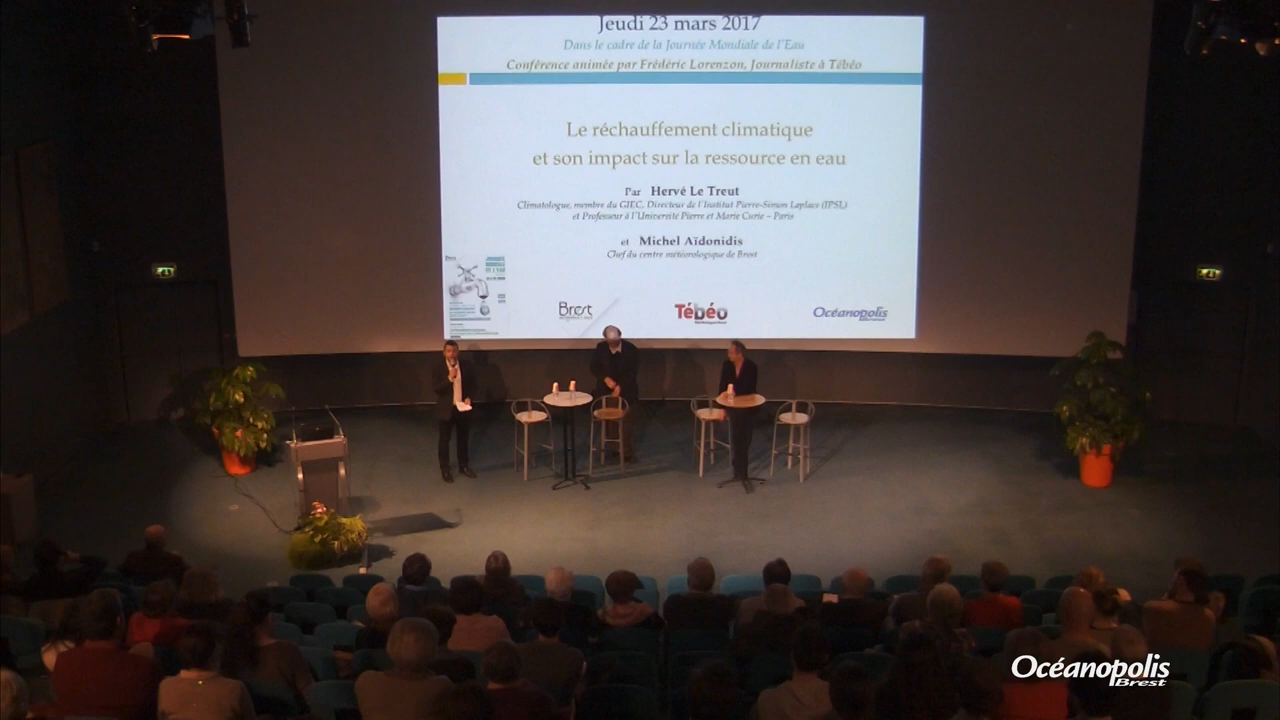 Jeudi 23 mars 2017
Dans le cadre de la Journée Mondiale de l'Eau
Conférence animée par Frédéric Lorenzon, Journaliste à Tébéo
Le réchauffement climatique
et son impact sur la ressource en eau
Par Hervé Le Treut
Climatologue, membre du GIEC, Directeur de l'Institut Pierre-Simon Laplace (IPSL)
et Professeur à l'Université Pierre et Marie Curie – Paris
et Michel Aïdonidis
Chef du centre météorologique de Brest
Brest
Tébéo
Océanopolis
Océanopolis
Brest